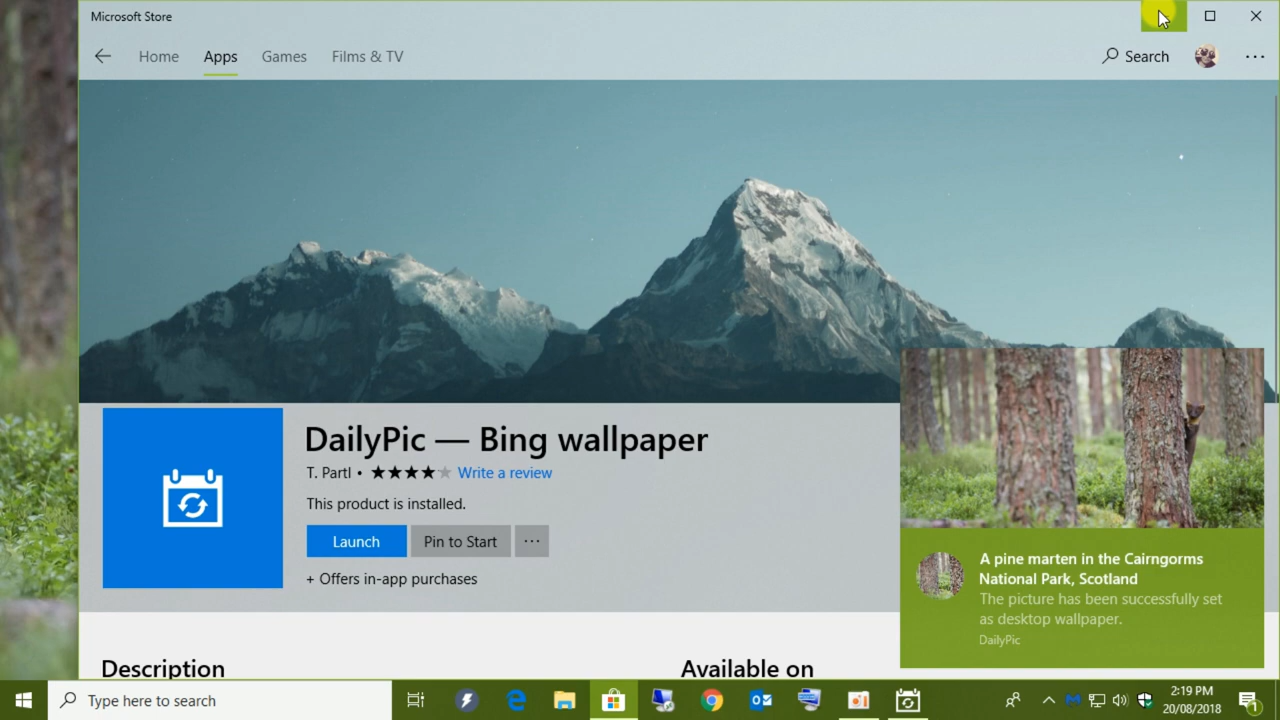 Microsoft Store
Home Apps Games Films & TV Search
DailyPic — Bing wallpaper
T. Partl • ★★★★★ Write a review
This product is installed.
Launch Pin to Start ...
+ Offers in-app purchases
Description
Available on
A pine marten in the Cairngorms
National Park, Scotland
The picture has been successfully set
as desktop wallpaper.
DailyPic
Type here to search
2:19 PM
20/08/2018
1